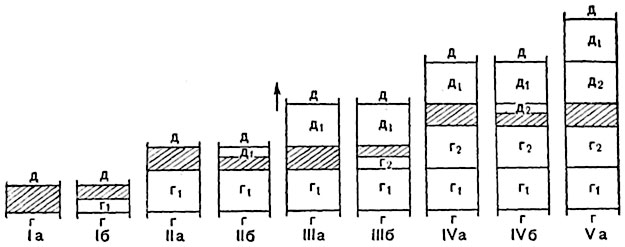 Д
Г
Iа
Д
Г1
Г
Iб
Д
Г1
Г
IIа
Д
Д1
Г1
Г
IIб
Д
Д1
Г1
Г
IIIа
Д
Д1
Г2
Г1
Г
IIIб
Д
Д1
Г2
Г1
Г
IVа
Д
Д1
Д2
Г2
Г1
Г
IVб
Д
Д1
Д2
Г2
Г1
Г
Vа